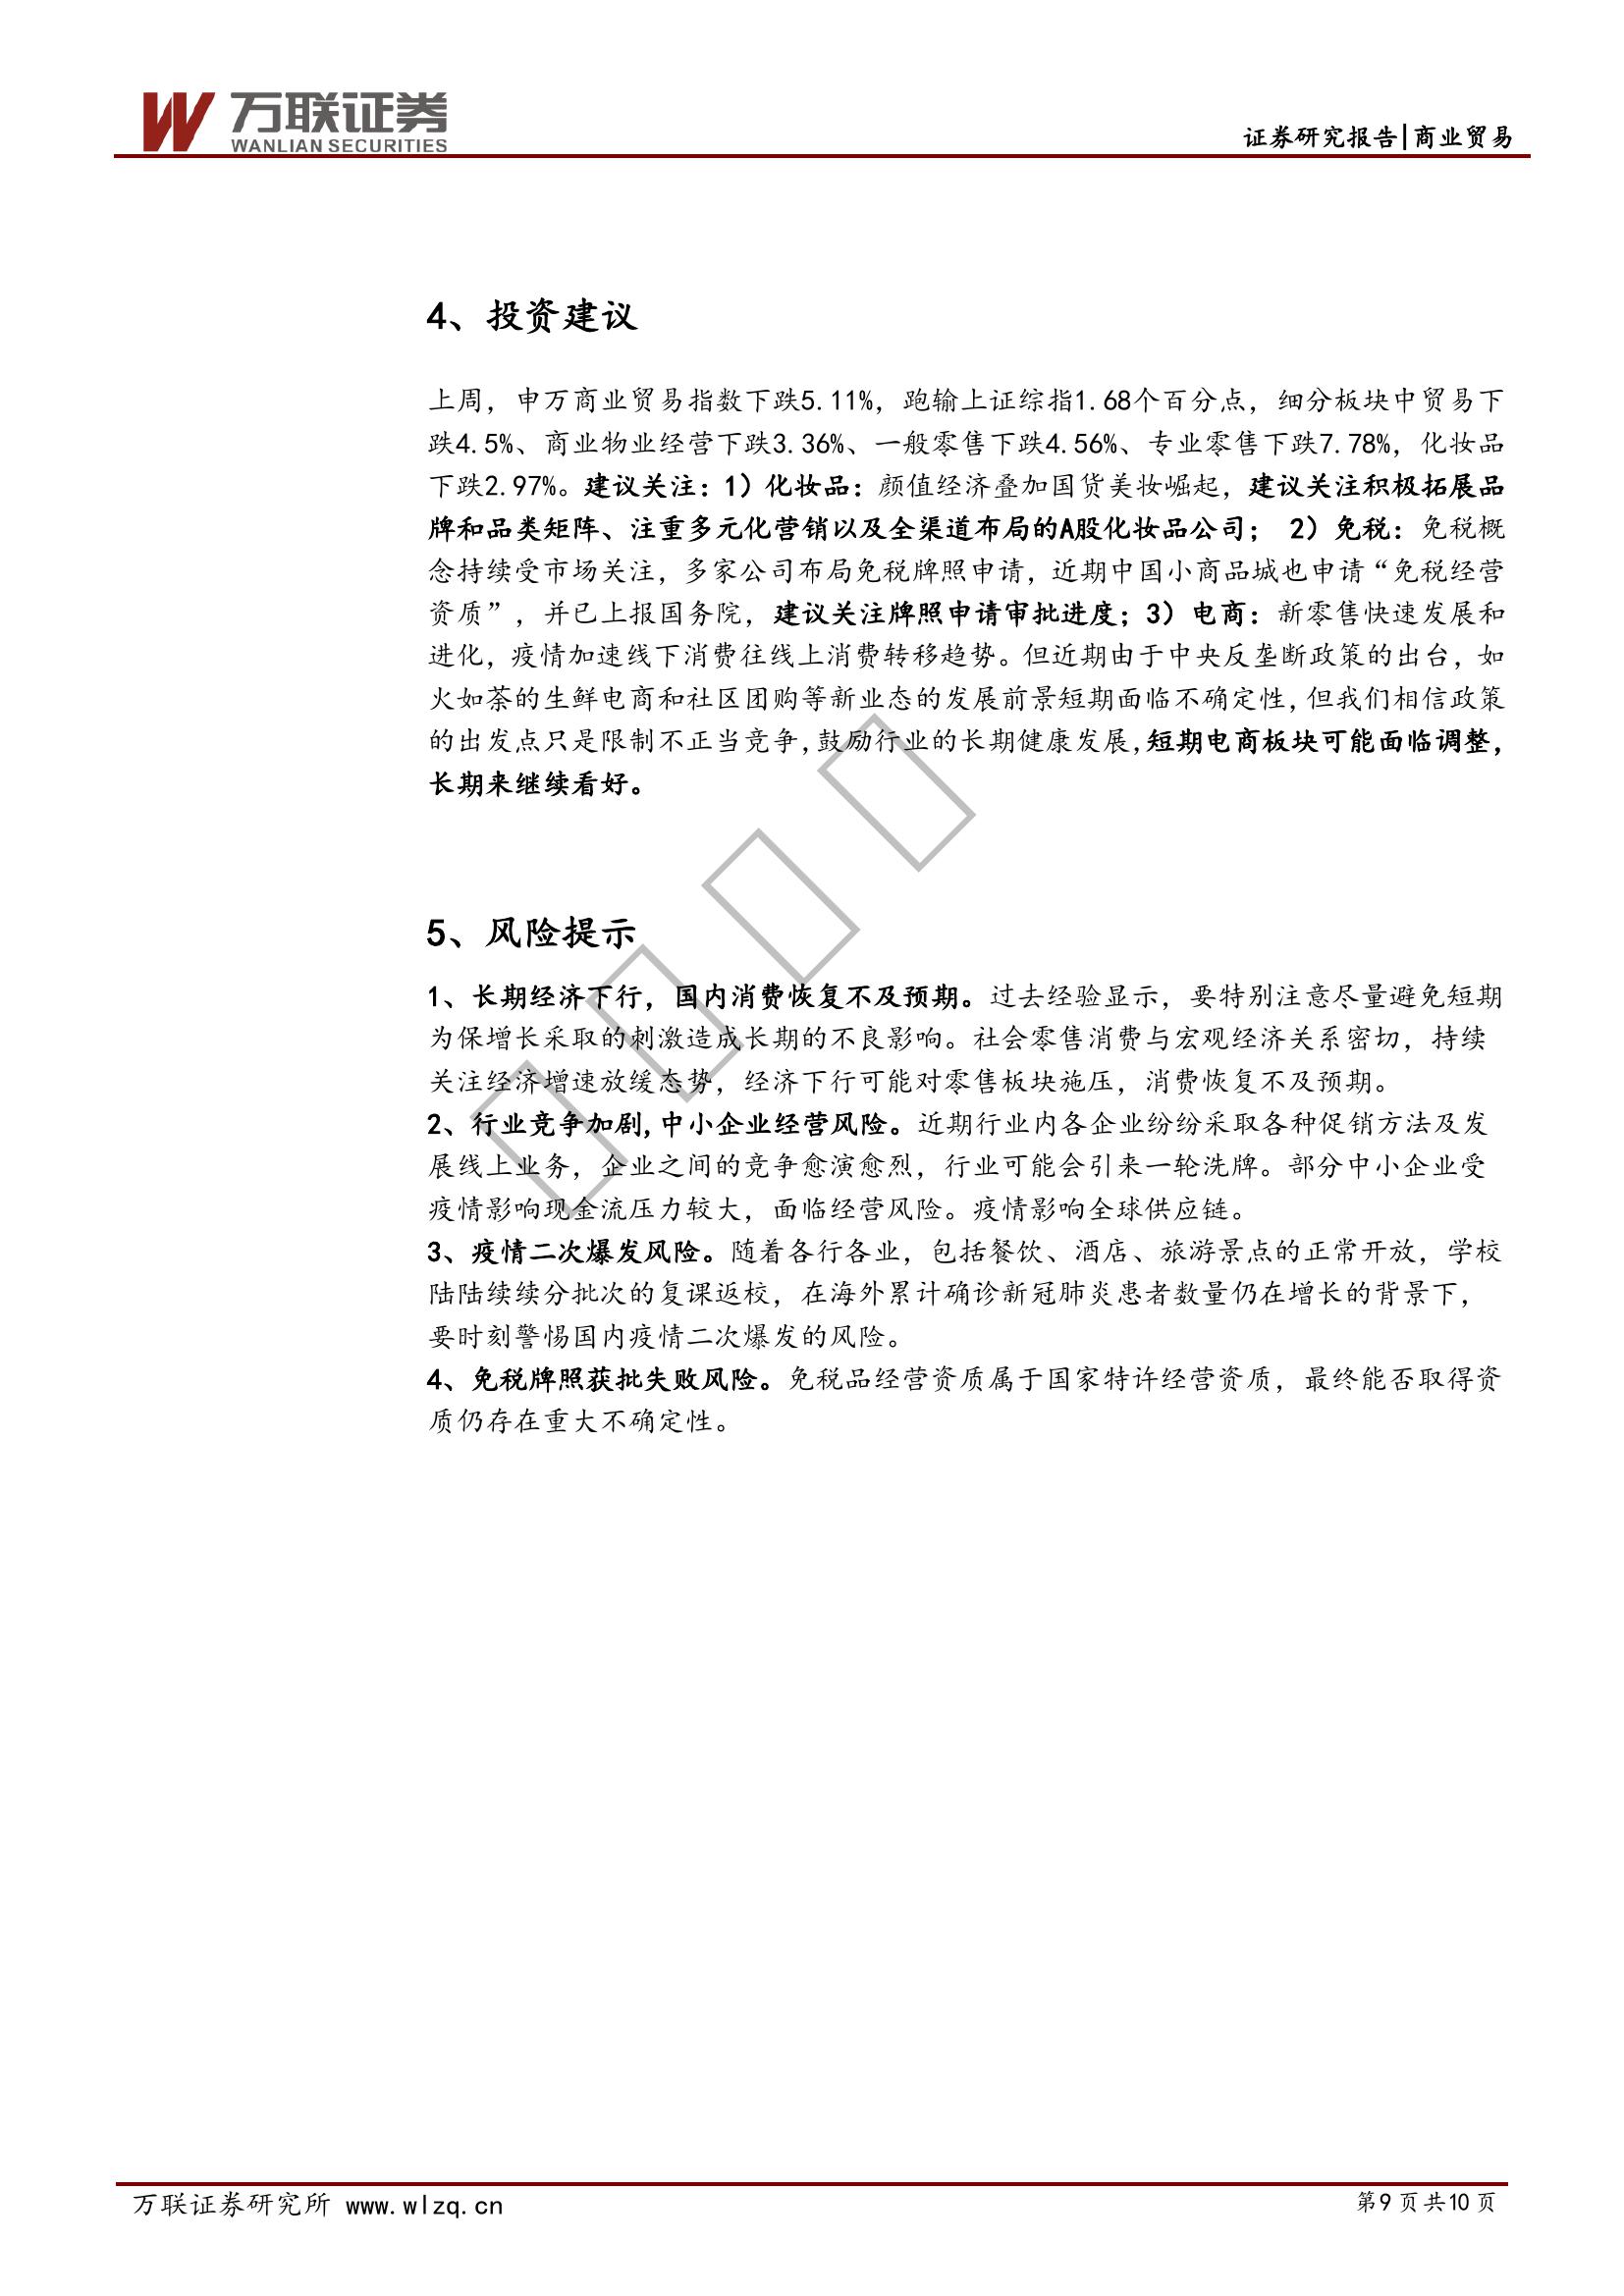 万联证券
WANLIAN SECURITIES
证券研究报告|商业贸易
4、投资建议
上周，申万商业贸易指数下跌5.11%，跑输上证综指1.68个百分点，细分板块中贸易下
跌4.5%、商业物业经营下跌3.36%、一般零售下跌4.56%、专业零售下跌7.78%，化妆品
下跌2.97%。建议关注：1）化妆品：颜值经济叠加国货美妆崛起，建议关注积极拓展品
牌和品类矩阵、注重多元化营销以及全渠道布局的A股化妆品公司； 2）免税：免税概
念持续受市场关注，多家公司布局免税牌照申请，近期中国小商品城也申请“免税经营
资质”，并已上报国务院，建议关注牌照申请审批进度；3）电商：新零售快速发展和
进化，疫情加速线下消费往线上消费转移趋势。但近期由于中央反垄断政策的出台，如
火如荼的生鲜电商和社区团购等新业态的发展前景短期面临不确定性,但我们相信政策
的出发点只是限制不正当竞争,鼓励行业的长期健康发展,短期电商板块可能面临调整，
长期来继续看好。
5、风险提示
1、长期经济下行，国内消费恢复不及预期。过去经验显示，要特别注意尽量避免短期
为保增长采取的刺激造成长期的不良影响。社会零售消费与宏观经济关系密切，持续
关注经济增速放缓态势，经济下行可能对零售板块施压，消费恢复不及预期。
2、行业竞争加剧,中小企业经营风险。近期行业内各企业纷纷采取各种促销方法及发
展线上业务，企业之间的竞争愈演愈烈，行业可能会引来一轮洗牌。部分中小企业受
疫情影响现金流压力较大，面临经营风险。疫情影响全球供应链。
3、疫情二次爆发风险。随着各行各业，包括餐饮、酒店、旅游景点的正常开放，学校
陆陆续续分批次的复课返校，在海外累计确诊新冠肺炎患者数量仍在增长的背景下，
要时刻警惕国内疫情二次爆发的风险。
4、免税牌照获批失败风险。免税品经营资质属于国家特许经营资质，最终能否取得资
质仍存在重大不确定性。
万联证券研究所 www.wlzq.cn
第9页共10页